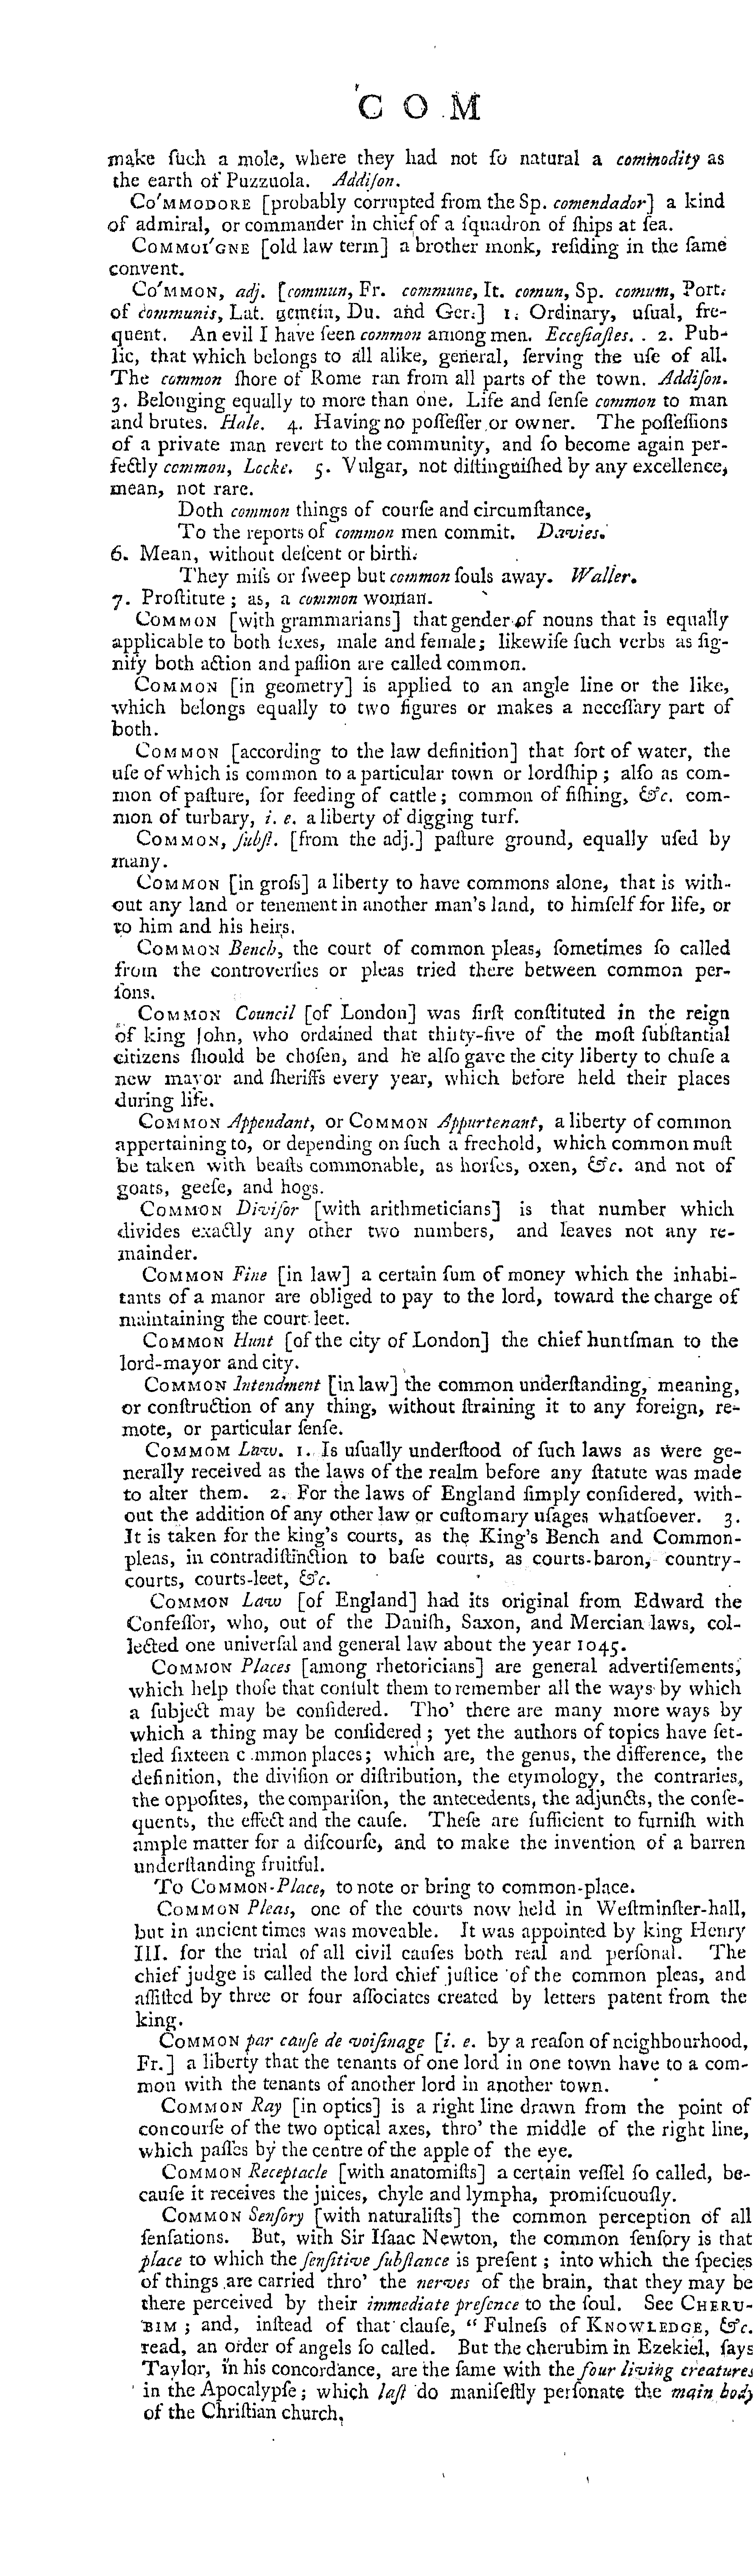 COM
make ſuch a mole, where they had not ſo natural a commodity as
the earth of Puzzuola. Addiſon.
CO'MMODORE [probably corrupted from the Sp. comendador] a kind
of admiral, or commander in chief of a ſquadron of ſhips at ſea.
COMMOI'GNE [old law term] a brother monk, reſiding in the ſame
convent.
CO'MMON, adj. [commun, Fr. commune, It. comun, Sp. comum, Port.
of communis, Lat. gemein, Du. and Ger.] 1. Ordinary, uſual, fre-
quent. An evil I have ſeen common among men. Eccleſiaſtes. 2. Pub-
lic, that which belongs to all alike, general, ſerving the uſe of all.
The common ſhore of Rome ran from all parts of the town. Addiſon.
3. Belonging equally to more than one. Life and ſenſe common to man
and brutes. Hale. 4. Having no poſſeſſer or owner. The poſſeſſions
of a private man revert to the community, and ſo become again per-
fectly common, Locke. 5. Vulgar, not diſtinguiſhed by any excellence,
mean, not rare.
Doth common things of courſe and circumſtance,
To the reports of common men commit. Davies.
6. Mean, without deſcent or birth.
They miſs or ſweep but common ſouls away. Waller.
7. Proſtitute; as, a common woman.
COMMON [with grammarians] that gender of nouns that is equally
applicable to both ſexes, male and female; likewiſe ſuch verbs as ſig-
nify both action and paſſion are called common.
COMMON [in geometry] is applied to an angle line or the like,
which belongs equally to two figures or makes a neceſſary part of
both.
COMMON [according to the law definition] that ſort of water, the
uſe of which is common to a particular town or lordſhip; alſo as com-
mon of paſture, for feeding of cattle; common of fiſhing, &c. com-
mon of turbary, i. e. a liberty of digging turf.
COMMON, ſubſt. [from the adj.] paſture ground, equally uſed by
many.
COMMON [in groſs] a liberty to have commons alone, that is with-
out any land or tenement in another man's land, to himſelf for life, or
to him and his heirs.
COMMON Bench, the court of common pleas, ſometimes ſo called
from the controverſies or pleas tried there between common per-
ſons.
COMMON Council [of London] was firſt conſtituted in the reign
of king John, who ordained that thirty-five of the moſt ſubſtantial
citizens ſhould be choſen, and he alſo gave the city liberty to chuſe a
new mayor and ſheriffs every year, which before held their places
during life.
COMMON Appendant, or COMMON Appurtenant, a liberty of common
appertaining to, or depending on ſuch a freehold, which common muſt
be taken with beaſts commonable, as horſes, oxen, &c. and not of
goats, geeſe, and hogs.
COMMON Diviſor [with arithmeticians] is that number which
divides exactly any other two numbers, and leaves not any re-
mainder.
COMMON Fine [in law] a certain ſum of money which the inhabi-
tants of a manor are obliged to pay to the lord, toward the charge of
maintaining the court leet.
COMMON Hunt [of the city of London] the chief huntſman to the
lord-mayor and city.
COMMON Intendment [in law] the common underſtanding, meaning,
or conſtruction of any thing, without ſtraining it to any foreign, re-
mote, or particular ſenſe.
COMMOM Law. 1. Is uſually underſtood of ſuch laws as were ge-
nerally received as the laws of the realm before any ſtatute was made
to alter them. 2. For the laws of England ſimply conſidered, with-
out the addition of any other law or cuſtomary uſages whatſoever. 3.
It is taken for the king's courts, as the King's Bench and Common-
pleas, in contradiſtinction to baſe courts, as courts-baron, country-
courts, courts-leet, &c.
COMMON Law [of England] had its original from Edward the
Confeſſor, who, out of the Daniſh, Saxon, and Mercian laws, col-
lected one univerſal and general law about the year 1045.
COMMON Places [among rhetoricians] are general advertiſements,
which help thoſe that conſult them to remember all the ways by which
a ſubject may be conſidered. Tho' there are many more ways by
which a thing may be conſidered; yet the authors of topics have ſet-
tled ſixteen c mmon places; which are, the genus, the difference, the
definition, the diviſion or diſtribution, the etymology, the contraries,
the oppoſites, the compariſon, the antecedents, the adjuncts, the conſe-
quents, the effect and the cauſe. Theſe are ſufficient to furniſh with
ample matter for a diſcourſe, and to make the invention of a barren
underſtanding fruitful.
To COMMON-Place, to note or bring to common-place.
COMMON Pleas, one of the courts now held in Weſtminſter-hall,
but in ancient times was moveable. It was appointed by king Henry
III. for the trial of all civil cauſes both real and perſonal. The
chief judge is called the lord chief juſtice of the common pleas, and
aſſiſted by three or four aſſociates created by letters patent from the
king.
COMMON par cauſe de voiſinage [i. e. by a reaſon of neighbourhood,
Fr.] a liberty that the tenants of one lord in one town have to a com-
mon with the tenants of another lord in another town.
COMMON Ray [in optics] is a right line drawn from the point of
concourſe of the two optical axes, thro' the middle of the right line,
which paſſes by the centre of the apple of the eye.
COMMON Receptacle [with anatomiſts] a certain veſſel ſo called, be-
cauſe it receives the juices, chyle and lympha, promiſcuouſly.
COMMON Senſory [with naturaliſts] the common perception of all
ſenſations. But, with Sir Iſaac Newton, the common ſenſory is that
place to which the ſenſitive ſubſtance is preſent; into which the ſpecies
of things are carried thro' the nerves of the brain, that they may be
there perceived by their immediate preſence to the ſoul. See CHERU-
BIM; and, inſtead of that clauſe, "Fulneſs of KNOWLEDGE, &c.
read, an order of angels ſo called. But the cherubim in Ezekiel, ſays
Taylor, in his concordance, are the ſame with the four living creatures
in the Apocalypſe; which laſt do manifeſtly perſonate the main body
of the Chriſtian church.